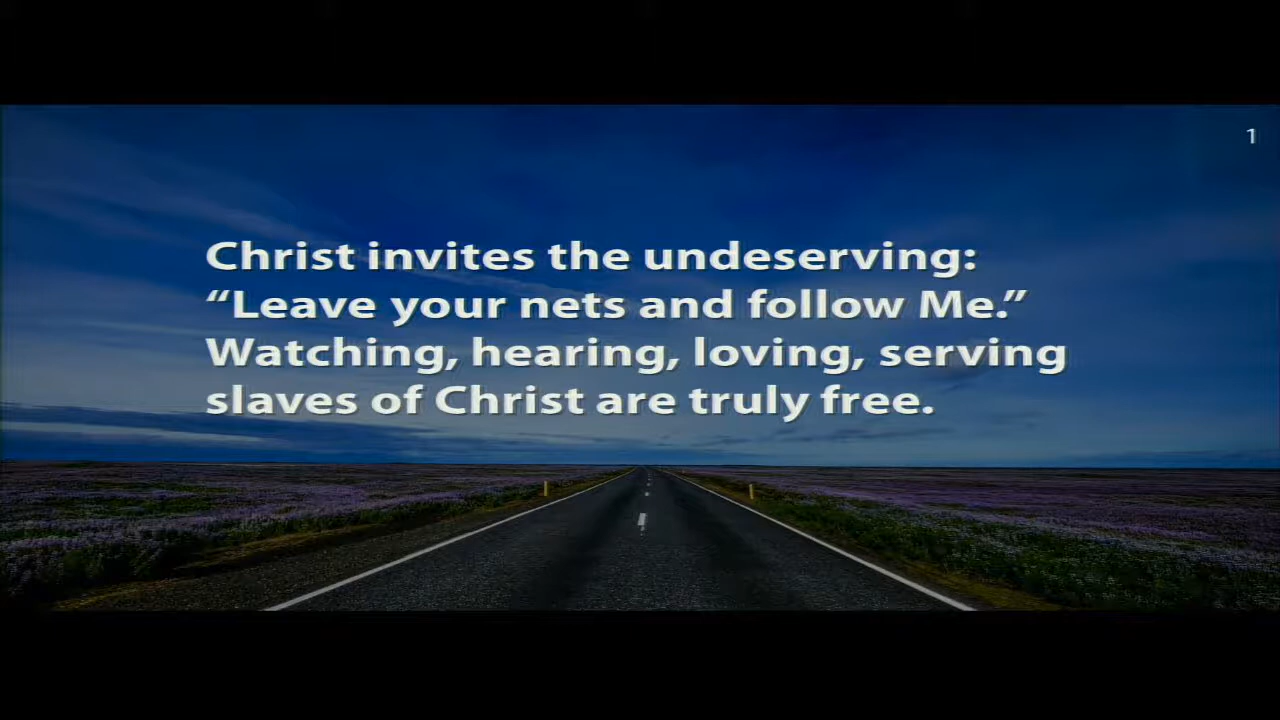 1
Christ invites the undeserving:
“Leave your nets and follow Me.”
Watching, hearing, loving, serving
slaves of Christ are truly free.